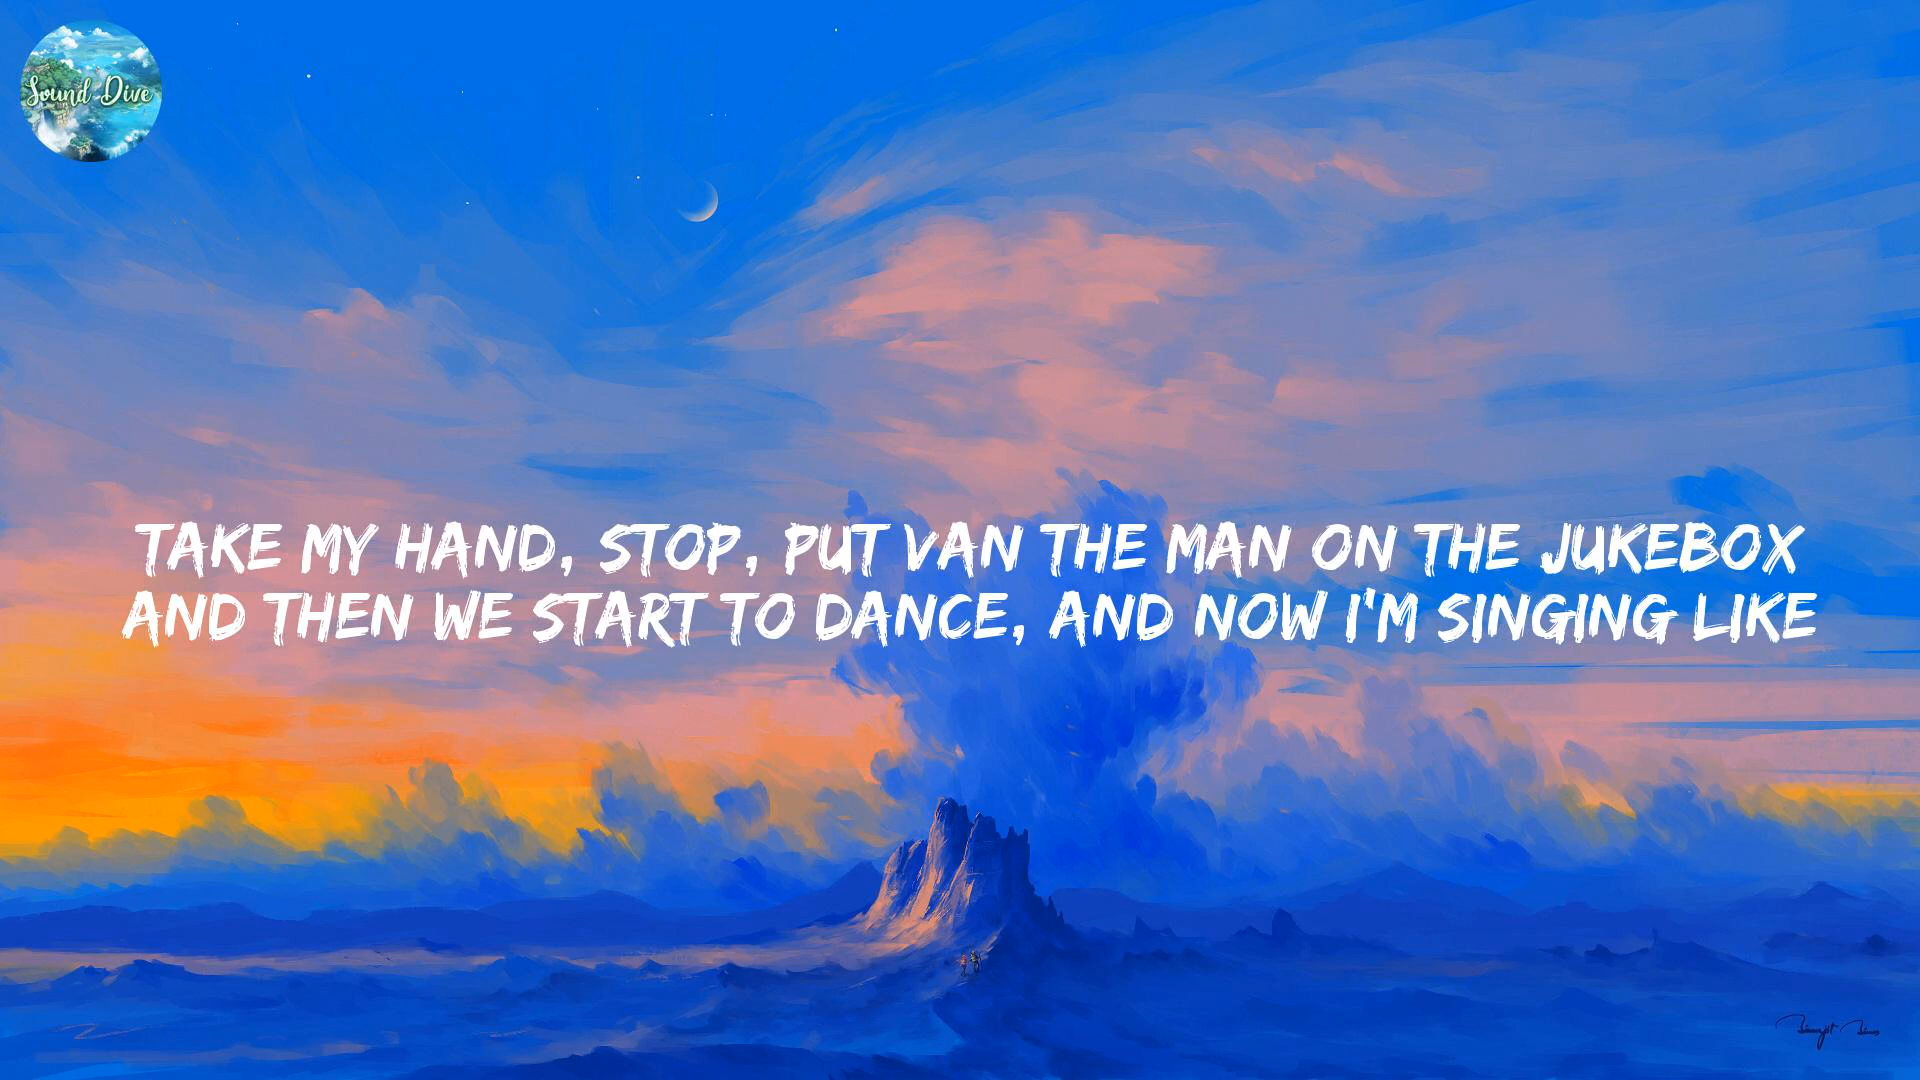 Sound Dive
TAKE MY HAND, STOP, PUT VAN THE MAN ON THE JUKEBOX
AND THEN WE START TO DANCE, AND NOW I'M SINGING LIKE